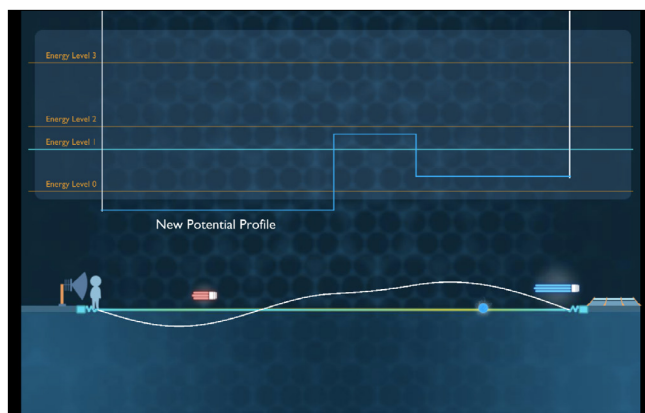 Energy Level 3
Energy Level 2
Energy Level 1
Energy Level 0
New Potential Profile